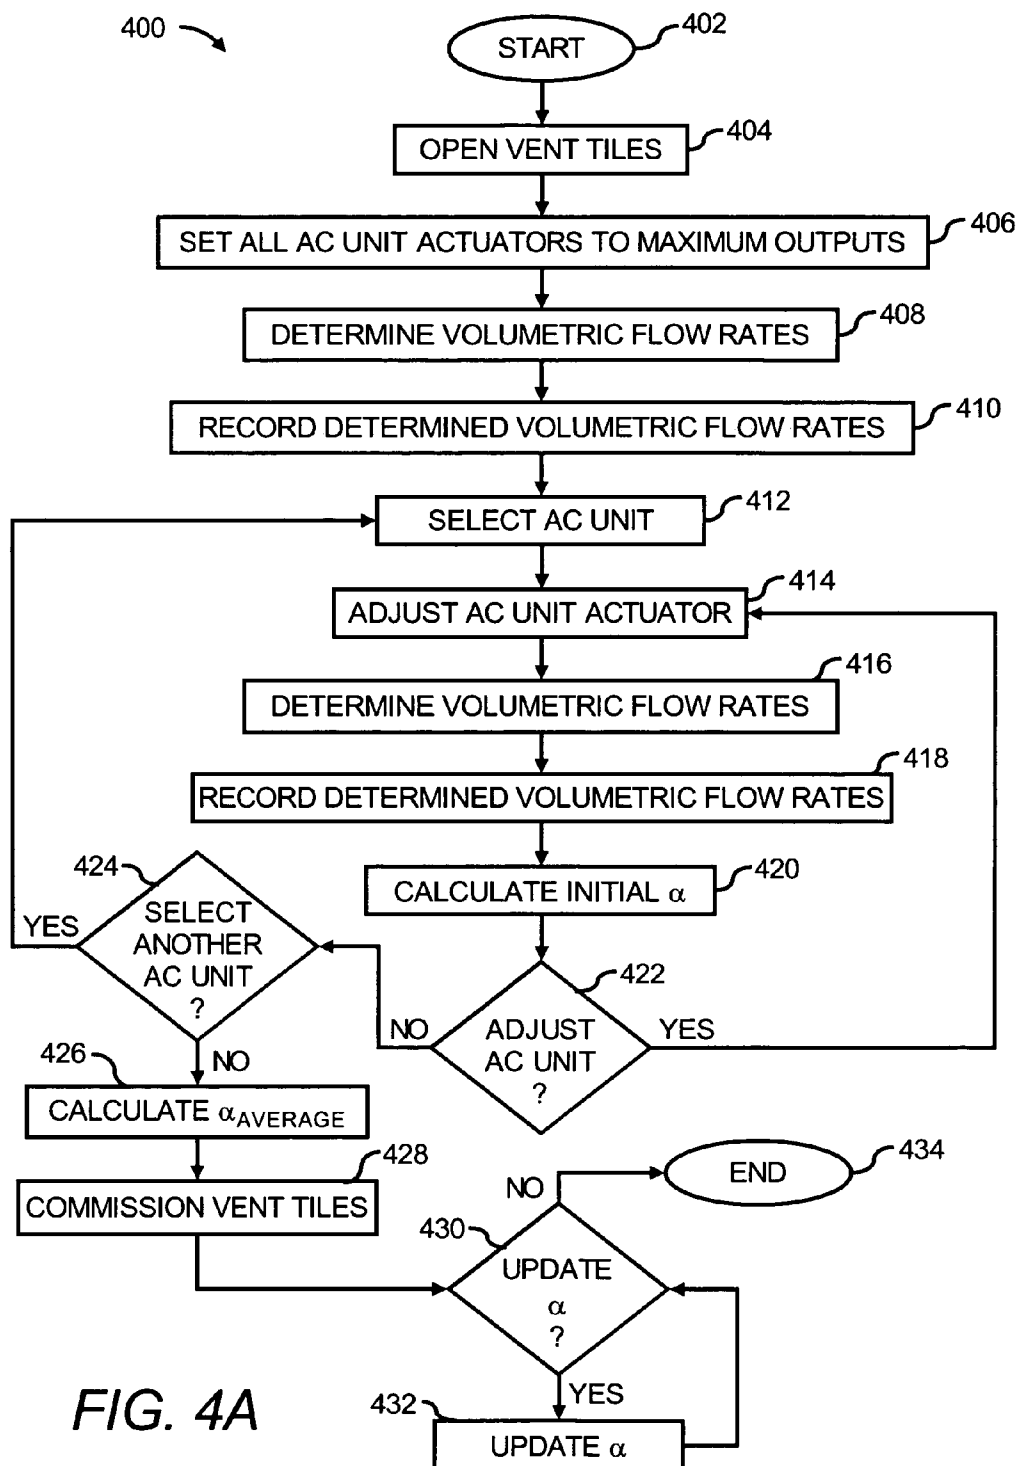 400
START
402
OPEN VENT TILES
404
SET ALL AC UNIT ACTUATORS TO MAXIMUM OUTPUTS
406
DETERMINE VOLUMETRIC FLOW RATES
408
RECORD DETERMINED VOLUMETRIC FLOW RATES
410
SELECT AC UNIT
412
ADJUST AC UNIT ACTUATOR
414
DETERMINE VOLUMETRIC FLOW RATES
416
RECORD DETERMINED VOLUMETRIC FLOW RATES
418
CALCULATE INITIAL α
420
ADJUST
AC UNIT
?
422
YES
NO
424
SELECT
ANOTHER
AC UNIT
?
YES
NO
426
CALCULATE αAVERAGE
COMMISSION VENT TILES
428
430
UPDATE
α
?
NO
END
434
YES
432
UPDATE α
FIG. 4A